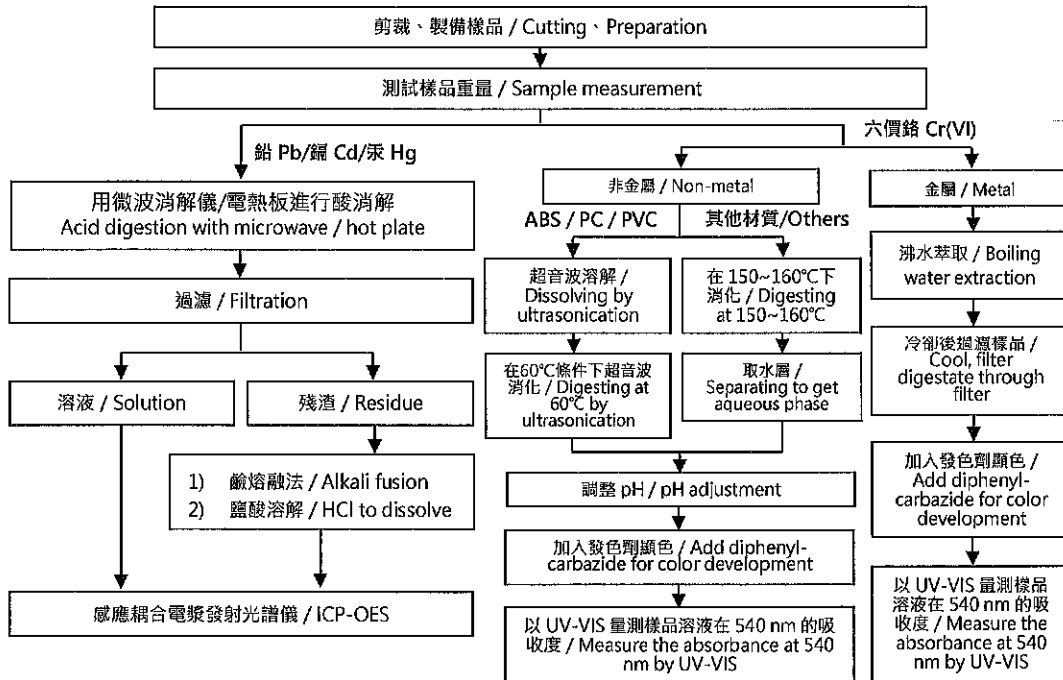 剪裁、製備樣品 / Cutting、Preparation
測試樣品重量 / Sample measurement
鉛 Pb/鎘 Cd/汞 Hg
六價鉻 Cr(VI)
用微波消解儀/電熱板進行酸消解
Acid digestion with microwave / hot plate
過濾 / Filtration
溶液 / Solution
殘渣 / Residue
1) 鹼熔融法 / Alkali fusion
2) 鹽酸溶解 / HCl to dissolve
感應耦合電漿發射光譜儀 / ICP-OES
非金屬 / Non-metal
ABS / PC / PVC
其他材質/Others
超音波溶解 /
Dissolving by
ultrasonication
在60℃條件下超音波
消化 / Digesting at
60℃ by
ultrasonication
在 150~160℃下
消化 / Digesting
at 150~160℃
取水層 /
Separating to get
aqueous phase
調整 pH / pH adjustment
加入發色劑顯色 / Add diphenyl-
carbazide for color development
以 UV-VIS 量測樣品溶液在 540 nm 的吸
收度 / Measure the absorbance at 540
nm by UV-VIS
金屬 / Metal
沸水萃取 / Boiling
water extraction
冷卻後過濾樣品 /
Cool, filter
digestate through
filter
加入發色劑顯色 /
Add diphenyl-
carbazide for color
development
以 UV-VIS 量測樣品
溶液在 540 nm 的吸
收度 / Measure the
absorbance at 540
nm by UV-VIS